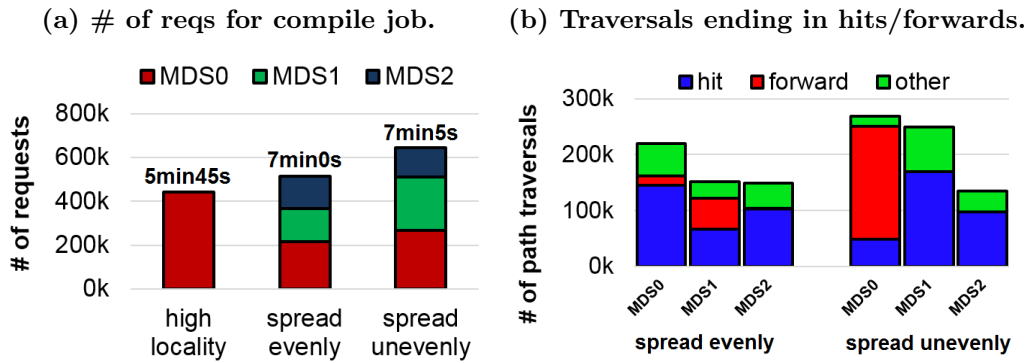 (a) # of reqs for compile job.
MDS0 MDS1 MDS2
# of requests
800k
600k
400k
200k
0k
5min45s
7min0s
7min5s
high locality
spread evenly
spread unevenly
(b) Traversals ending in hits/forwards.
hit forward other
# of path traversals
300k
200k
100k
0k
MDS0 MDS1 MDS2
MDS0 MDS1 MDS2
spread evenly
spread unevenly